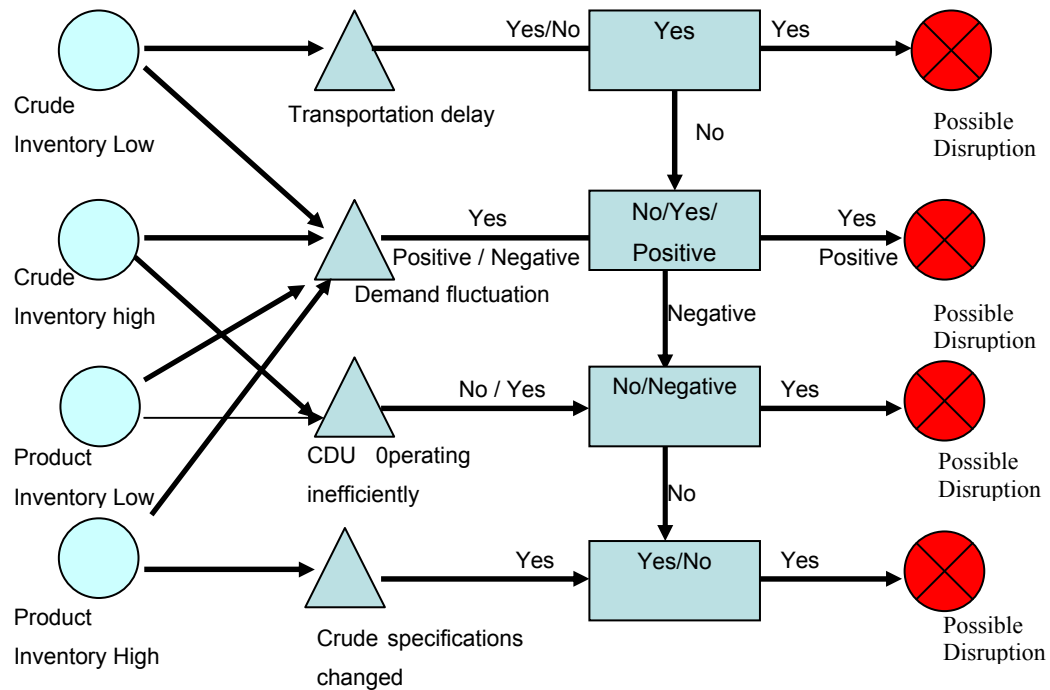 Yes/No
Yes
Yes
Crude
Inventory Low
Transportation delay
Possible
Disruption
No
Yes
Positive / Negative
No/Yes/
Positive
Yes
Positive
Crude
Inventory high
Demand fluctuation
Possible
Disruption
Negative
No / Yes
No/Negative
Yes
Product
Inventory Low
CDU 0perating
inefficiently
Possible
Disruption
No
Yes
Yes/No
Yes
Product
Inventory High
Crude specifications
changed
Possible
Disruption